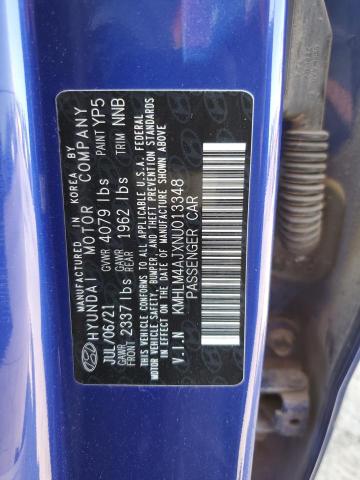 MANUFACTURED IN KOREA BY
HYUNDAI MOTOR COMPANY
JUL/06/21 GVWR 4079 lbs PAINT YP5
GAWR FRONT 2337 lbs GAWR REAR 1962 lbs TRIM NNB
THIS VEHICLE CONFORMS TO ALL APPLICABLE U.S.A. FEDERAL
MOTOR VEHICLE SAFETY, BUMPER, AND THEFT PREVENTION STANDARDS
IN EFFECT ON THE DATE OF MANUFACTURE SHOWN ABOVE.
V.I.N KMHLM4AJXNU013348
PASSENGER CAR